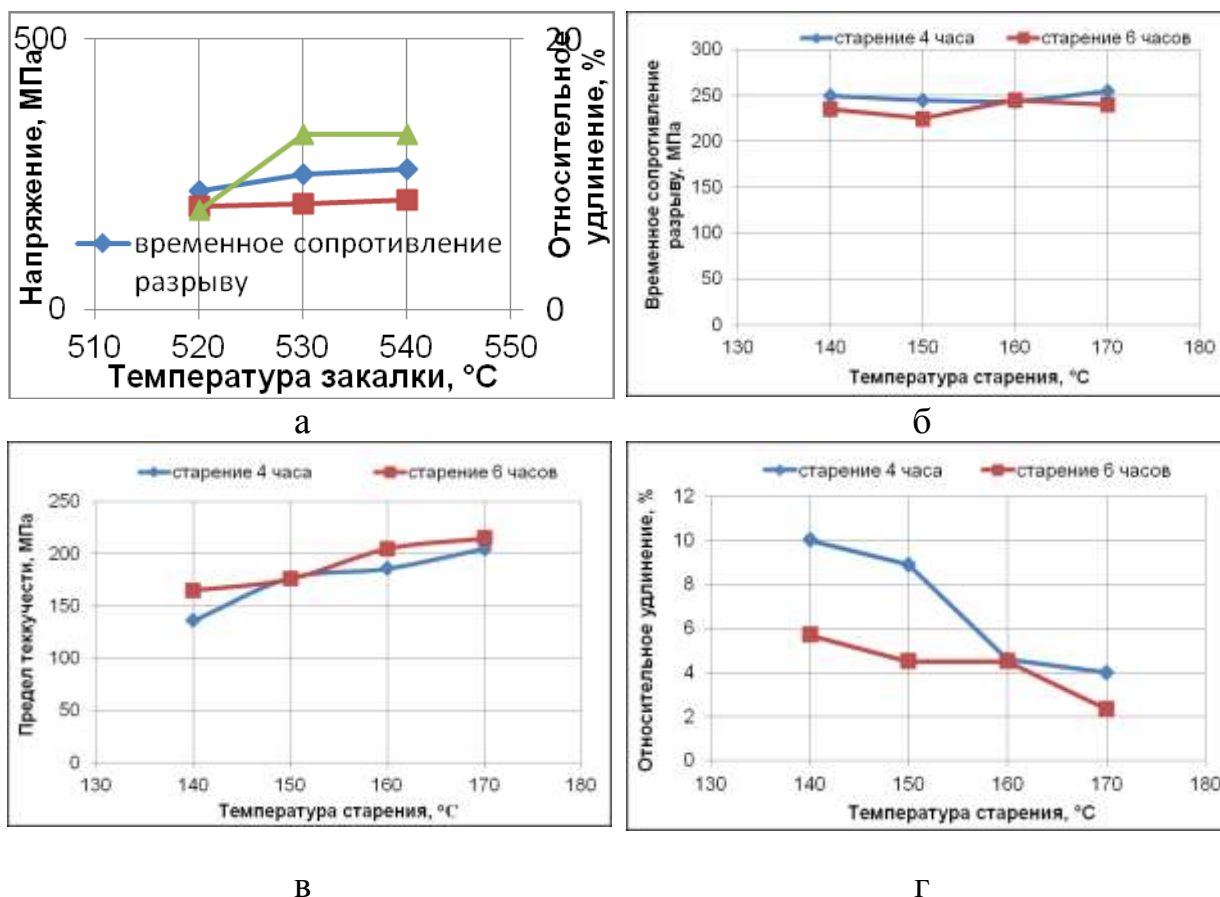 500
0
Напряжение, МПа
20
0
Относительное
удлинение, %
временное сопротивление
разрыву
510 520 530 540 550
Температура закалки, °С
а
старение 4 часа старение 6 часов
Временное сопротивление
разрыву, МПа
300
250
200
150
100
50
0
130 140 150 160 170 180
Температура старения, °С
б
старение 4 часа старение 6 часов
Предел теккучести, МПа
250
200
150
100
50
0
130 140 150 160 170 180
Температура старения, °С
в
старение 4 часа старение 6 часов
Относительное удлинение, %
12
10
8
6
4
2
0
130 140 150 160 170 180
Температура старения, °С
г